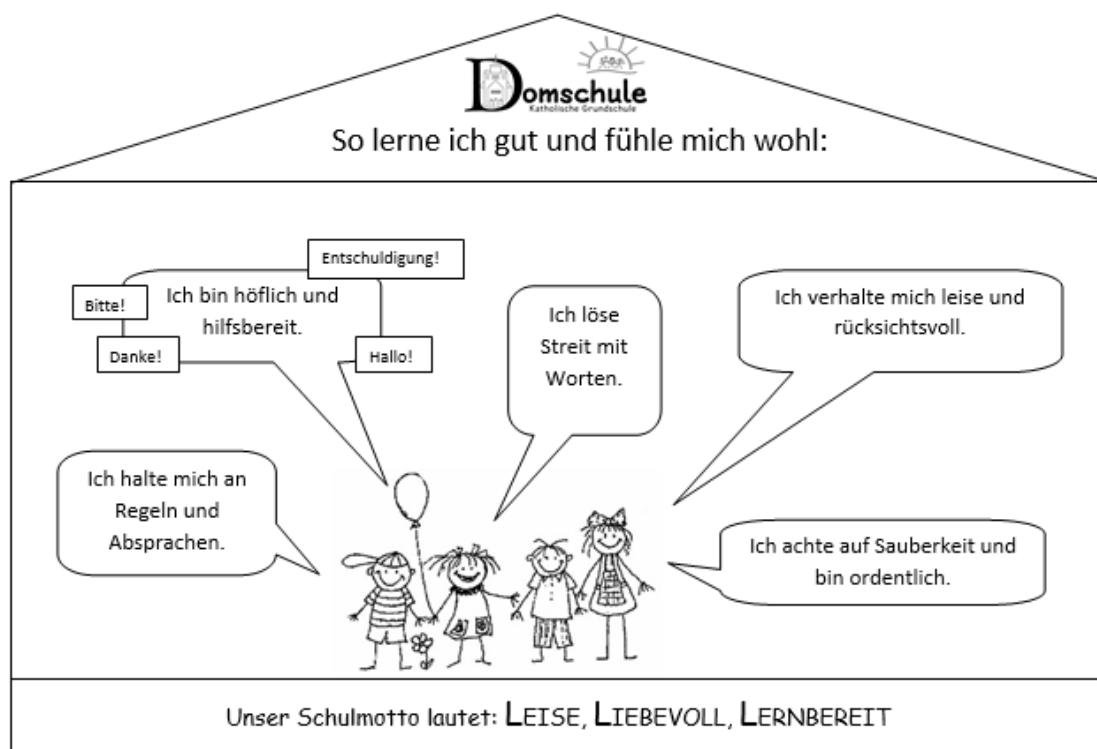 Domschule
Katholische Grundschule
So lerne ich gut und fühle mich wohl:
Entschuldigung!
Bitte!
Ich bin höflich und
hilfsbereit.
Danke!
Hallo!
Ich löse
Streit mit
Worten.
Ich verhalte mich leise und
rücksichtsvoll.
Ich halte mich an
Regeln und
Absprachen.
Ich achte auf Sauberkeit und
bin ordentlich.
Unser Schulmotto lautet: LEISE, LIEBEVOLL, LERNBEREIT